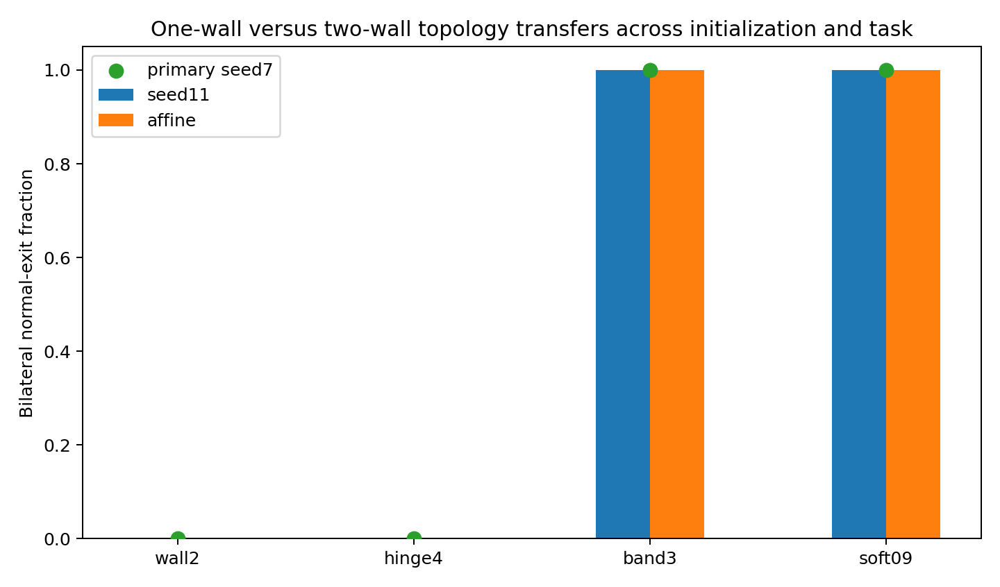 One-wall versus two-wall topology transfers across initialization and task
primary seed7
seed11
affine
Bilateral normal-exit fraction
1.0
0.8
0.6
0.4
0.2
0.0
wall2
hinge4
band3
soft09